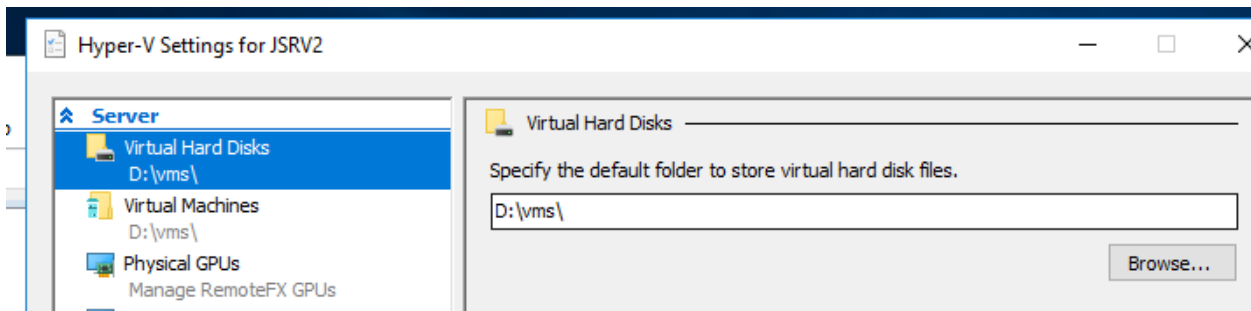 Hyper-V Settings for JSRV2
Server
Virtual Hard Disks
D:\vms\
Virtual Machines
D:\vms\
Physical GPUs
Manage RemoteFX GPUs
Virtual Hard Disks
Specify the default folder to store virtual hard disk files.
D:\vms\
Browse...